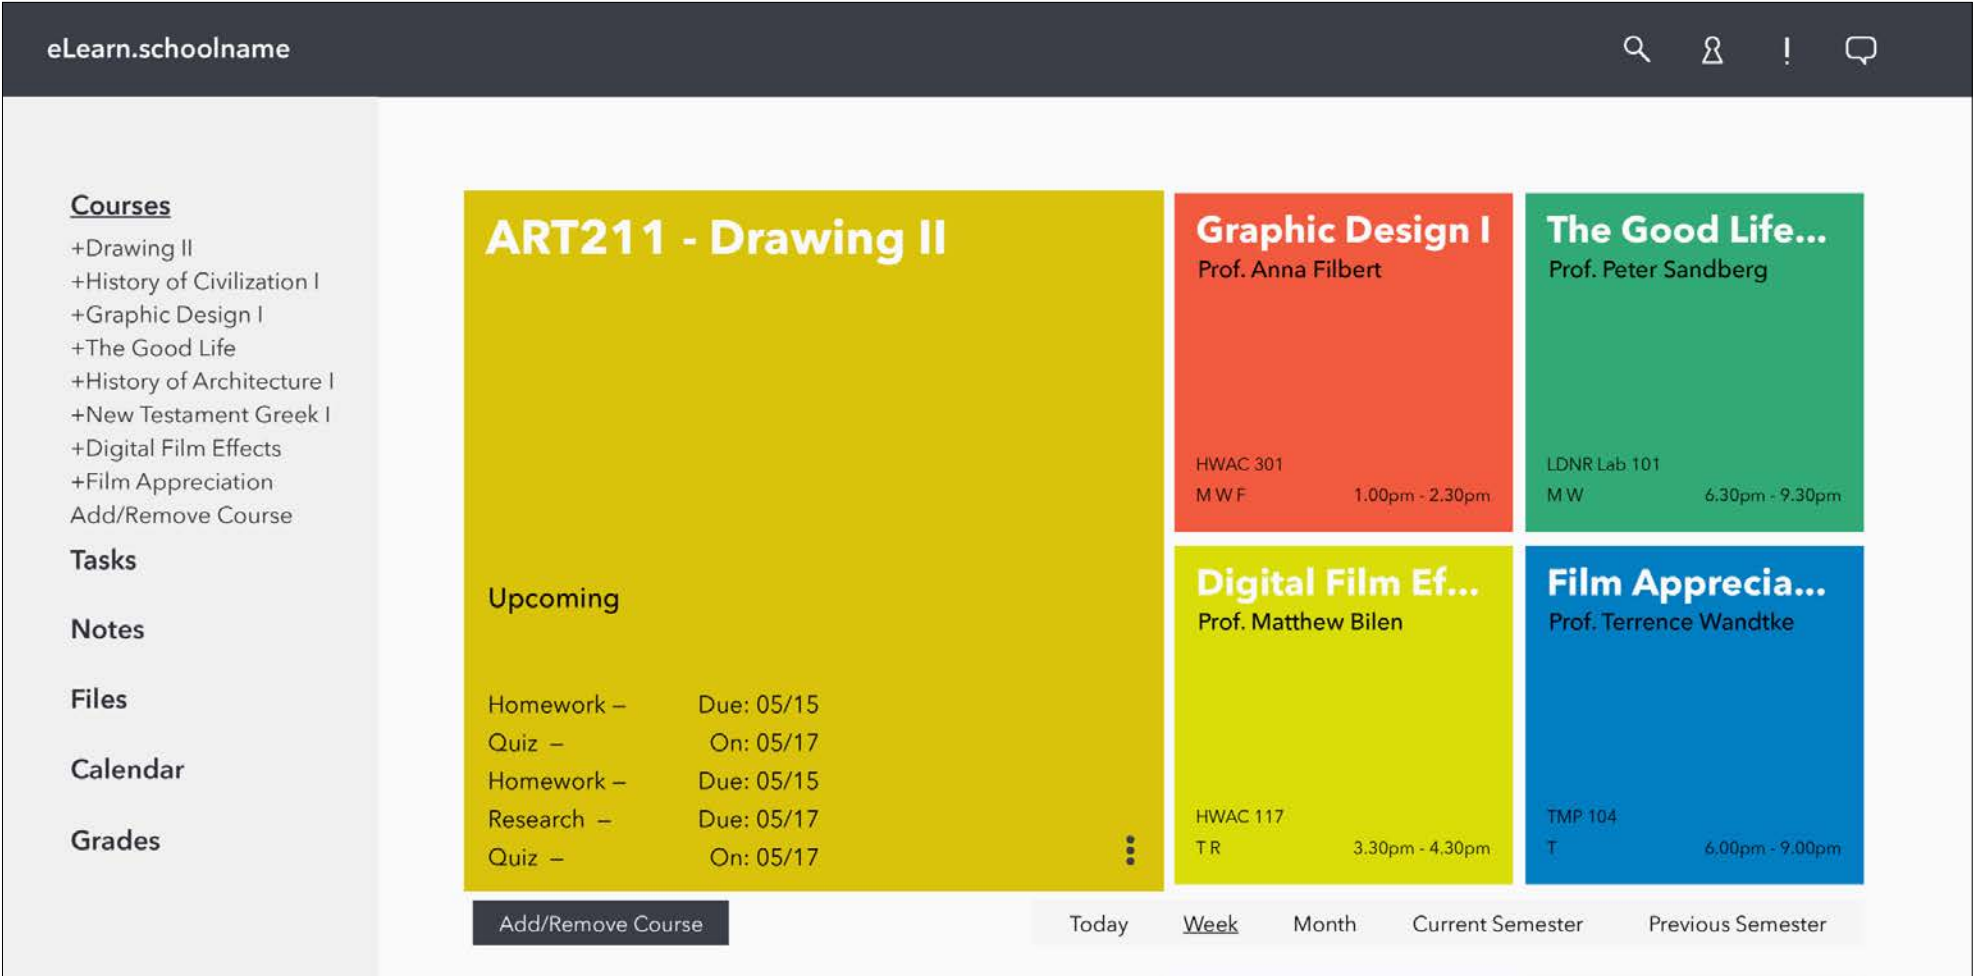 eLearn.schoolname
!
Courses
+Drawing II
+History of Civilization I
+Graphic Design I
+The Good Life
+History of Architecture I
+New Testament Greek I
+Digital Film Effects
+Film Appreciation
Add/Remove Course
Tasks
Notes
Files
Calendar
Grades
ART211 - Drawing II
Upcoming
Homework – Due: 05/15
Quiz – On: 05/17
Homework – Due: 05/15
Research – Due: 05/17
Quiz – On: 05/17
Graphic Design I
Prof. Anna Filbert
HWAC 301
M W F 1.00pm - 2.30pm
The Good Life...
Prof. Peter Sandberg
LDNR Lab 101
M W 6.30pm - 9.30pm
Digital Film Ef...
Prof. Matthew Bilen
HWAC 117
T R 3.30pm - 4.30pm
Film Apprecia...
Prof. Terrence Wandtke
TMP 104
T 6.00pm - 9.00pm
Add/Remove Course
Today Week Month Current Semester Previous Semester